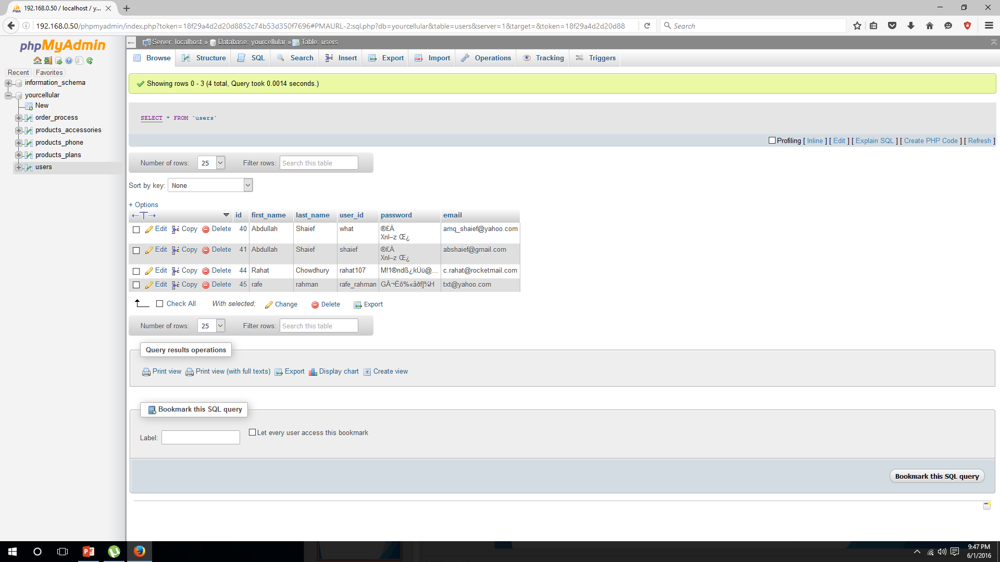 192.168.0.50 / localhost / y...
192.168.0.50/phpmyadmin/index.php?token=18f29a4d2d20d8852c74b53d350f7696#PMAURL-2:sql.php?db=yourcellular&table=users&server=1&target=&token=18f29a4d2d20d88
Search
phpMyAdmin
Recent Favorites
information_schema
yourcellular
New
order_process
products_accessories
products_phone
products_plans
users
Server: localhost » Database: yourcellular » Table: users
Browse Structure SQL Search Insert Export Import Operations Tracking Triggers
Showing rows 0 - 3 (4 total, Query took 0.0014 seconds.)
SELECT * FROM `users`
Profiling [ Inline ] [ Edit ] [ Explain SQL ] [ Create PHP Code ] [ Refresh ]
Number of rows: 25 Filter rows: Search this table
Sort by key: None
+ Options
←T→ id first_name last_name user_id password email
Edit Copy Delete 40 Abdullah Shaief what ®£Ä amq_shaief@yahoo.com
Xnl–z Œ¿
Edit Copy Delete 41 Abdullah Shaief shaief ®£Ä abshaief@gmail.com
Xnl–z Œ¿
Edit Copy Delete 44 Rahat Chowdhury rahat107 M!1®ndß¿kÚü@... c.rahat@rocketmail.com
Edit Copy Delete 45 rafe rahman rafe_rahman GÅ¬Ëô%«åðf]¾H txt@yahoo.com
Check All With selected: Change Delete Export
Number of rows: 25 Filter rows: Search this table
Query results operations
Print view Print view (with full texts) Export Display chart Create view
Bookmark this SQL query
Label: Let every user access this bookmark
Bookmark this SQL query
9:47 PM
6/1/2016